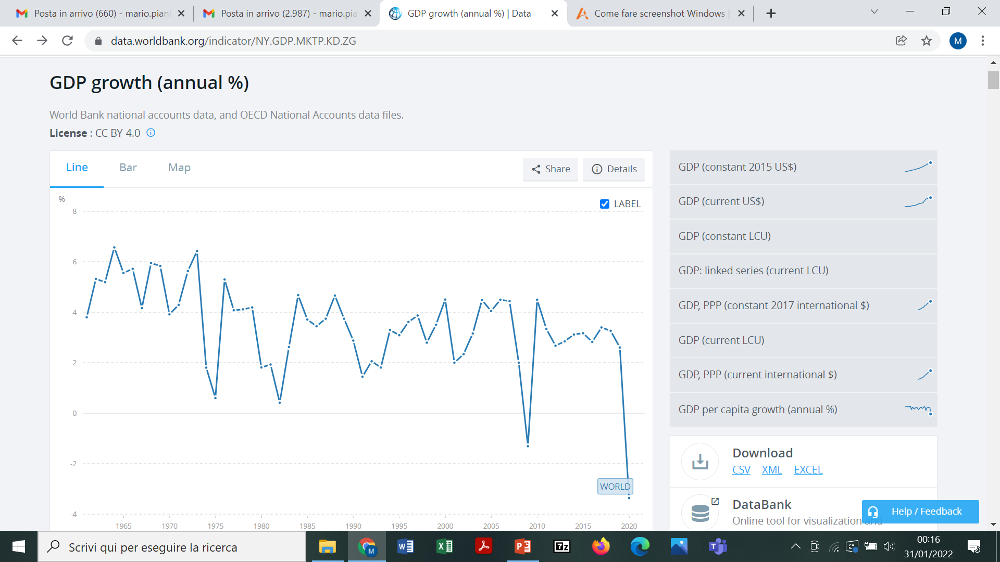 Posta in arrivo (660) - mario.pian
Posta in arrivo (2.987) - mario.pia
GDP growth (annual %) | Data
Come fare screenshot Windows |
data.worldbank.org/indicator/NY.GDP.MKTP.KD.ZG
M
GDP growth (annual %)
World Bank national accounts data, and OECD National Accounts data files.
License : CC BY-4.0
Line
Bar
Map
Share
Details
%
LABEL
8
6
4
2
0
-2
-4
WORLD
1965
1970
1975
1980
1985
1990
1995
2000
2005
2010
2015
2020
GDP (constant 2015 US$)
GDP (current US$)
GDP (constant LCU)
GDP: linked series (current LCU)
GDP, PPP (constant 2017 international $)
GDP (current LCU)
GDP, PPP (current international $)
GDP per capita growth (annual %)
Download
CSV XML EXCEL
DataBank
Online tool for visualization and
Help / Feedback
Scrivi qui per eseguire la ricerca
M
7z
00:16
31/01/2022